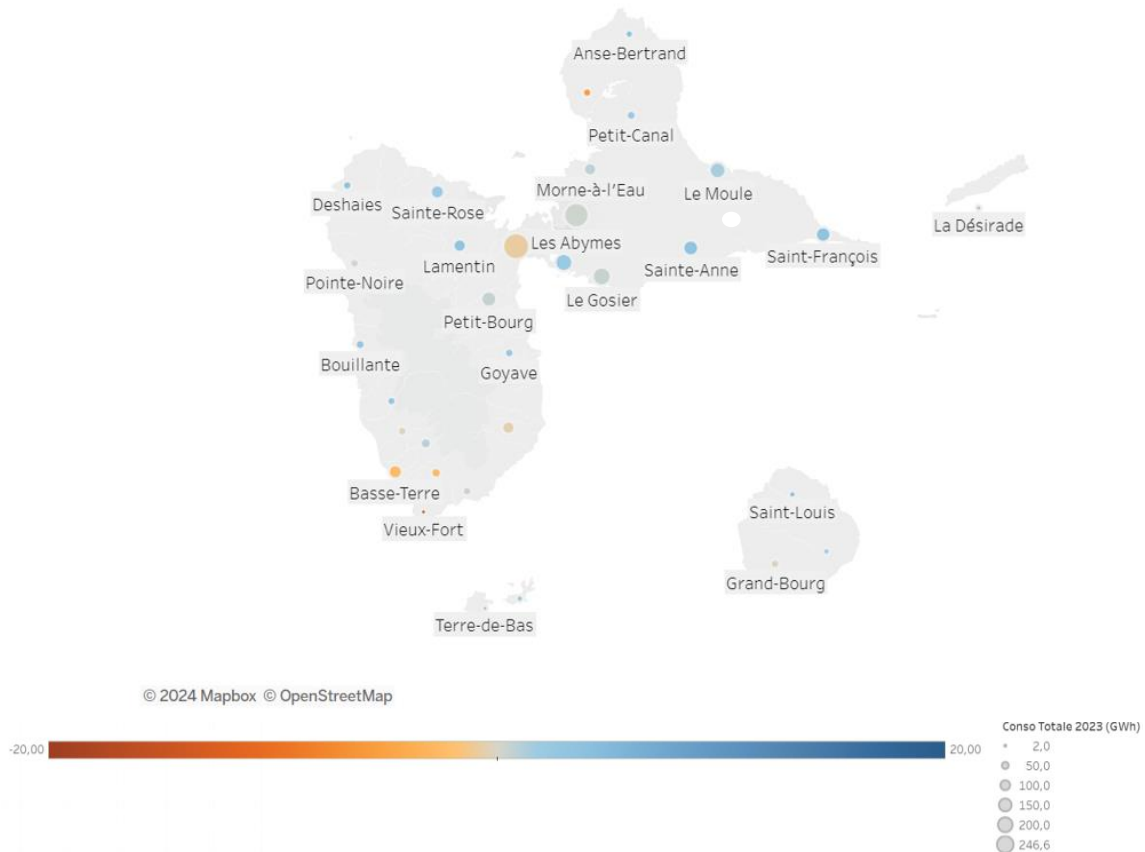 Anse-Bertrand
Petit-Canal
Morne-à-l'Eau
Le Moule
Deshaies
Sainte-Rose
La Désirade
Les Abymes
Saint-François
Lamentin
Sainte-Anne
Pointe-Noire
Le Gosier
Petit-Bourg
Bouillante
Goyave
Basse-Terre
Saint-Louis
Vieux-Fort
Grand-Bourg
Terre-de-Bas
© 2024 Mapbox © OpenStreetMap
-20,00
20,00
Conso Totale 2023 (GWh)
2,0
50,0
100,0
150,0
200,0
246,6